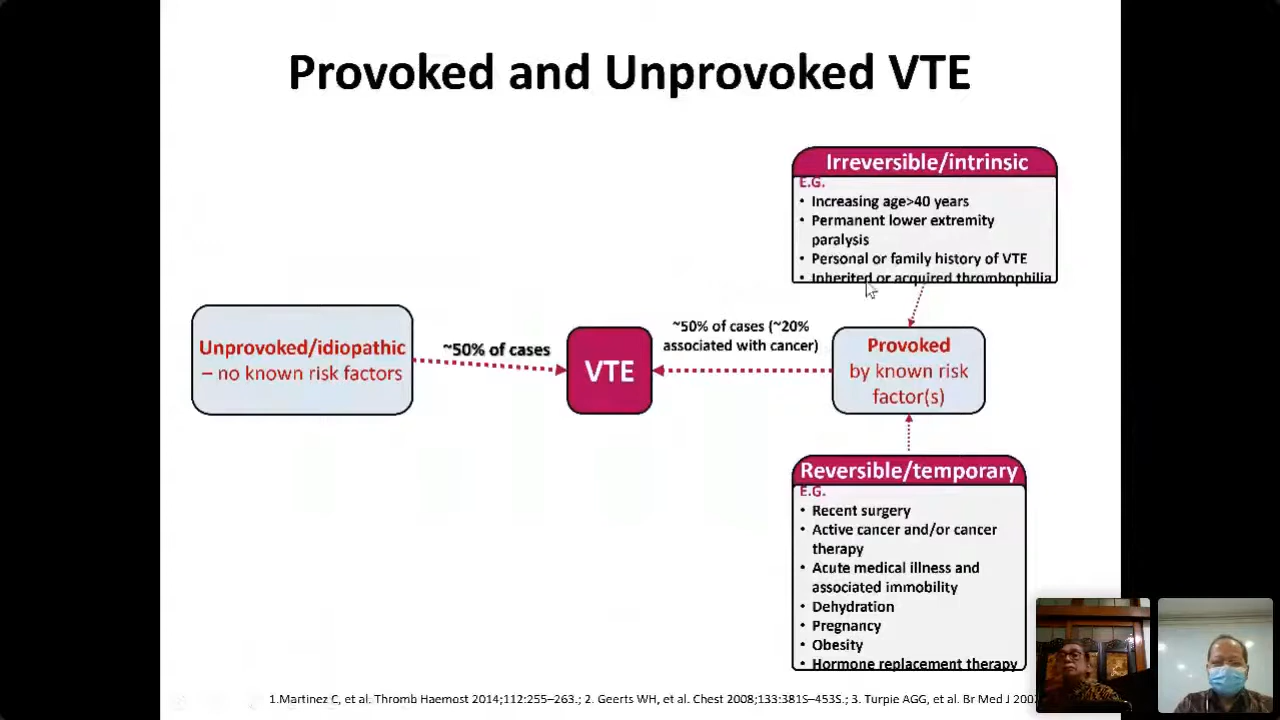 Provoked and Unprovoked VTE
Irreversible/intrinsic
E.G.
• Increasing age>40 years
• Permanent lower extremity
paralysis
• Personal or family history of VTE
• Inherited or acquired thrombophilia
Unprovoked/idiopathic
– no known risk factors
~50% of cases
VTE
~50% of cases (~20%
associated with cancer)
Provoked
by known risk
factor(s)
Reversible/temporary
E.G.
• Recent surgery
• Active cancer and/or cancer
therapy
• Acute medical illness and
associated immobility
• Dehydration
• Pregnancy
• Obesity
• Hormone replacement therapy
1.Martinez C, et al. Thromb Haemost 2014;112:255–263.; 2. Geerts WH, et al. Chest 2008;133:381S–453S.; 3. Turpie AGG, et al. Br Med J